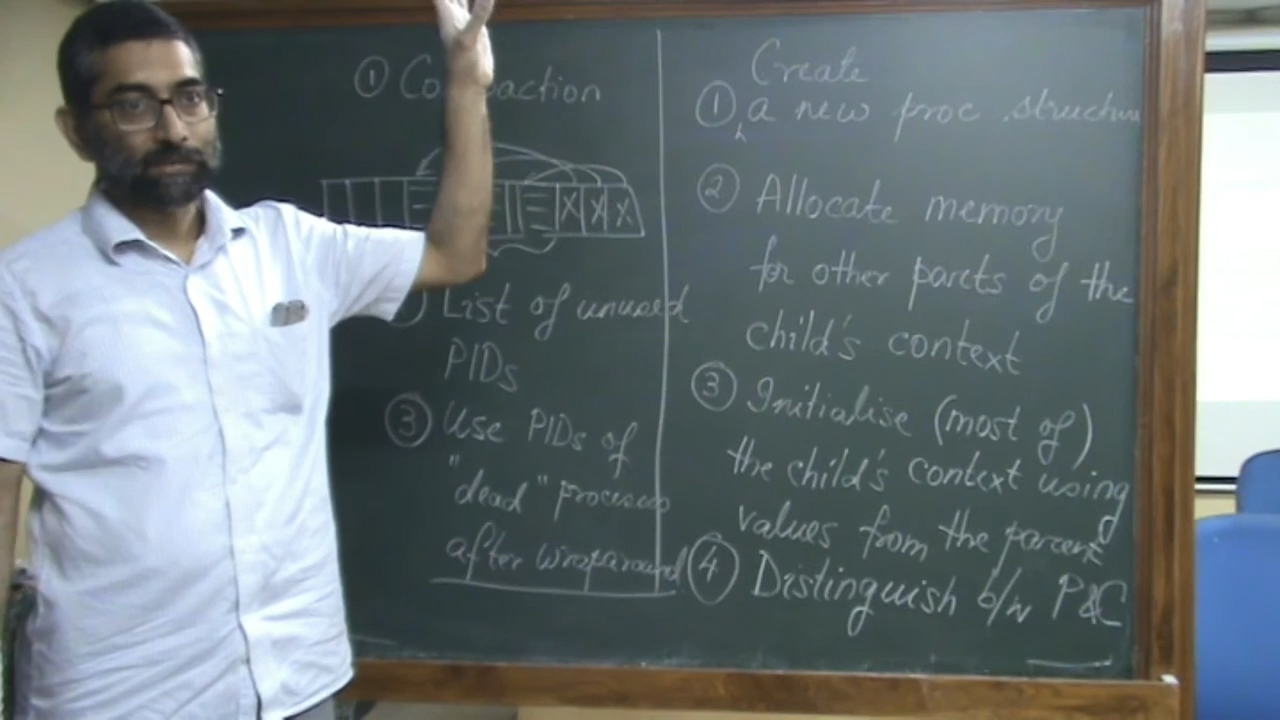 ① Co action
X X X
List of unused
PIDs
③ Use PIDs of
"dead" processes
after wraparound
Create
① a new proc structure
② Allocate memory
for other parts of the
child's context
③ Initialise (most of)
the child's context using
values from the parent
④ Distinguish b/w P&C